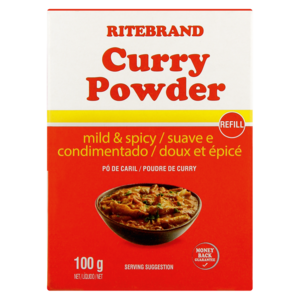 RITEBRAND
Curry
Powder
REFILL
mild & spicy / suave e
condimentado / doux et épicé
PÓ DE CARIL / POUDRE DE CURRY
100 g
NET / LÍQUIDO / NET
SERVING SUGGESTION
MONEY
BACK
GUARANTEE